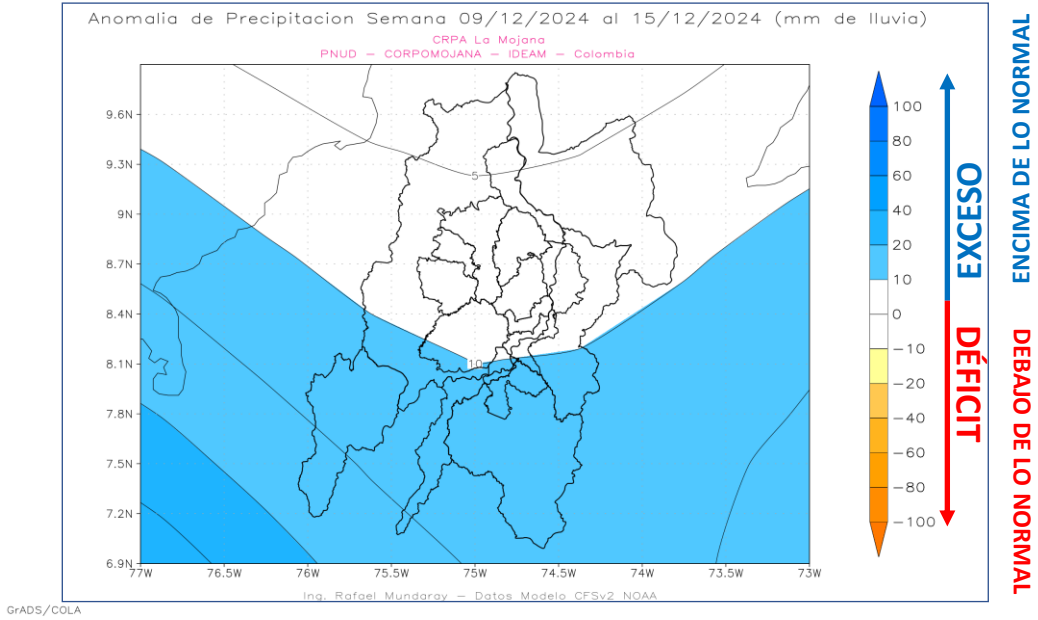 Anomalia de Precipitacion Semana 09/12/2024 al 15/12/2024 (mm de lluvia)
CRPA La Mojana
PNUD – CORPOMOJANA – IDEAM – Colombia
9.6N
9.3N
9N
8.7N
8.4N
8.1N
7.8N
7.5N
7.2N
6.9N
77W
76.5W
76W
75.5W
75W
74.5W
74W
73.5W
73W
5
10
100
80
60
40
20
10
0
−10
−20
−40
−60
−80
−100
EXCESO
DÉFICIT
ENCIMA DE LO NORMAL
DEBAJO DE LO NORMAL
Ing. Rafael Mundaray – Datos Modelo CFSv2 NOAA
GrADS/COLA